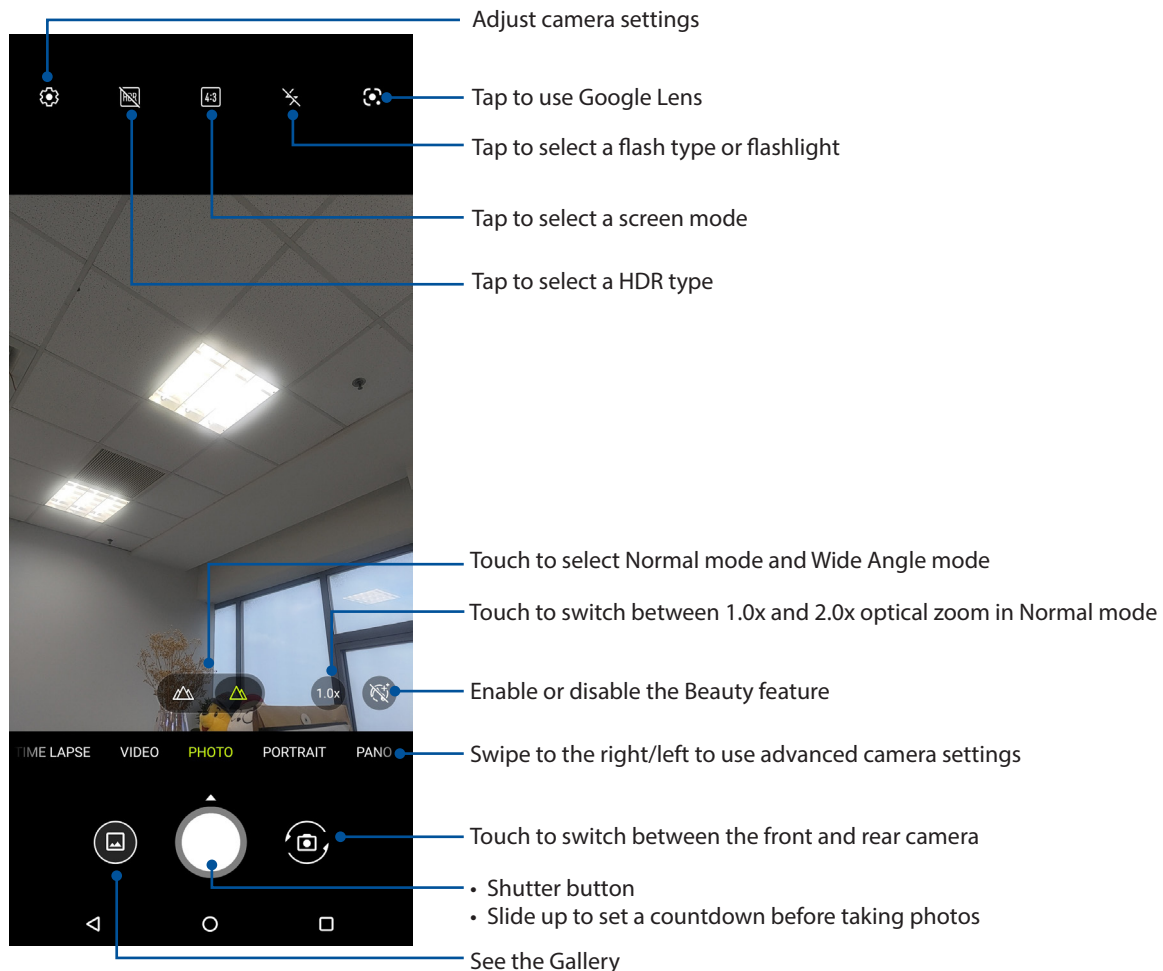 Adjust camera settings
HDR
4:3
Tap to use Google Lens
Tap to select a flash type or flashlight
Tap to select a screen mode
Tap to select a HDR type
Touch to select Normal mode and Wide Angle mode
Touch to switch between 1.0x and 2.0x optical zoom in Normal mode
1.0x
Enable or disable the Beauty feature
TIME LAPSE VIDEO PHOTO PORTRAIT PANO
Swipe to the right/left to use advanced camera settings
Touch to switch between the front and rear camera
• Shutter button
• Slide up to set a countdown before taking photos
See the Gallery